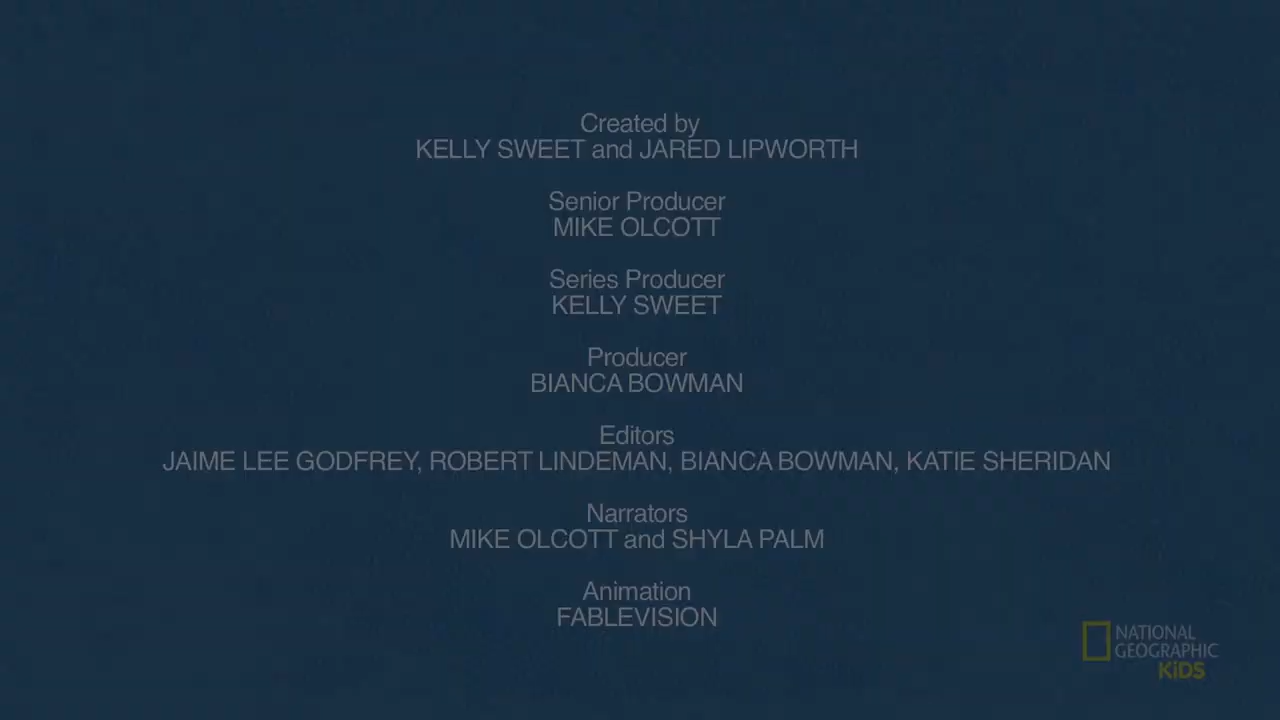 Created by
KELLY SWEET and JARED LIPWORTH
Senior Producer
MIKE OLCOTT
Series Producer
KELLY SWEET
Producer
BIANCA BOWMAN
Editors
JAIME LEE GODFREY, ROBERT LINDEMAN, BIANCA BOWMAN, KATIE SHERIDAN
Narrators
MIKE OLCOTT and SHYLA PALM
Animation
FABLEVISION
NATIONAL
GEOGRAPHIC
KiDS